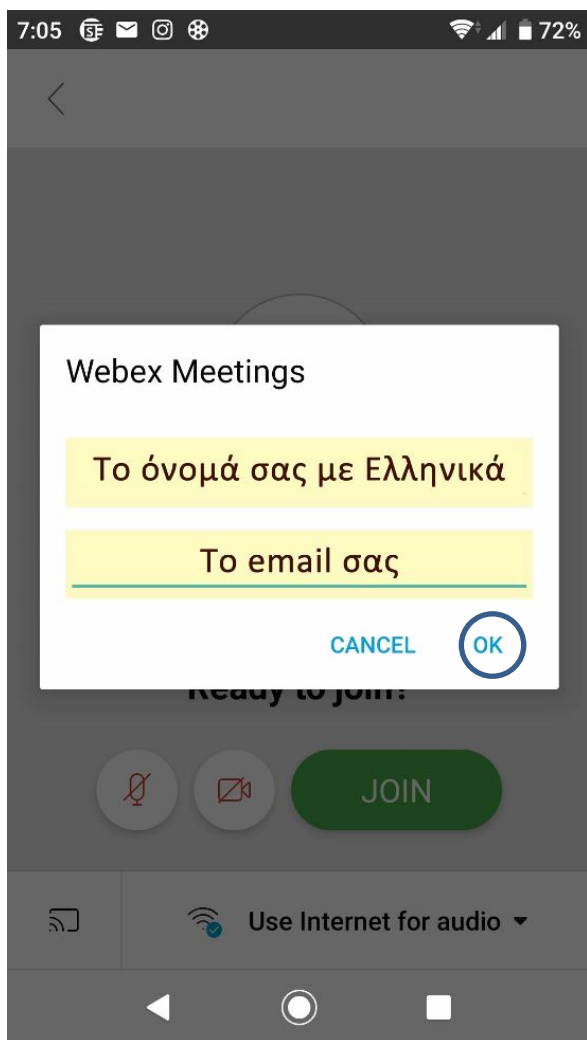 7:05 72%
Webex Meetings
Το όνομά σας με Ελληνικά
Το email σας
CANCEL OK
Ready to join?
JOIN
Use Internet for audio